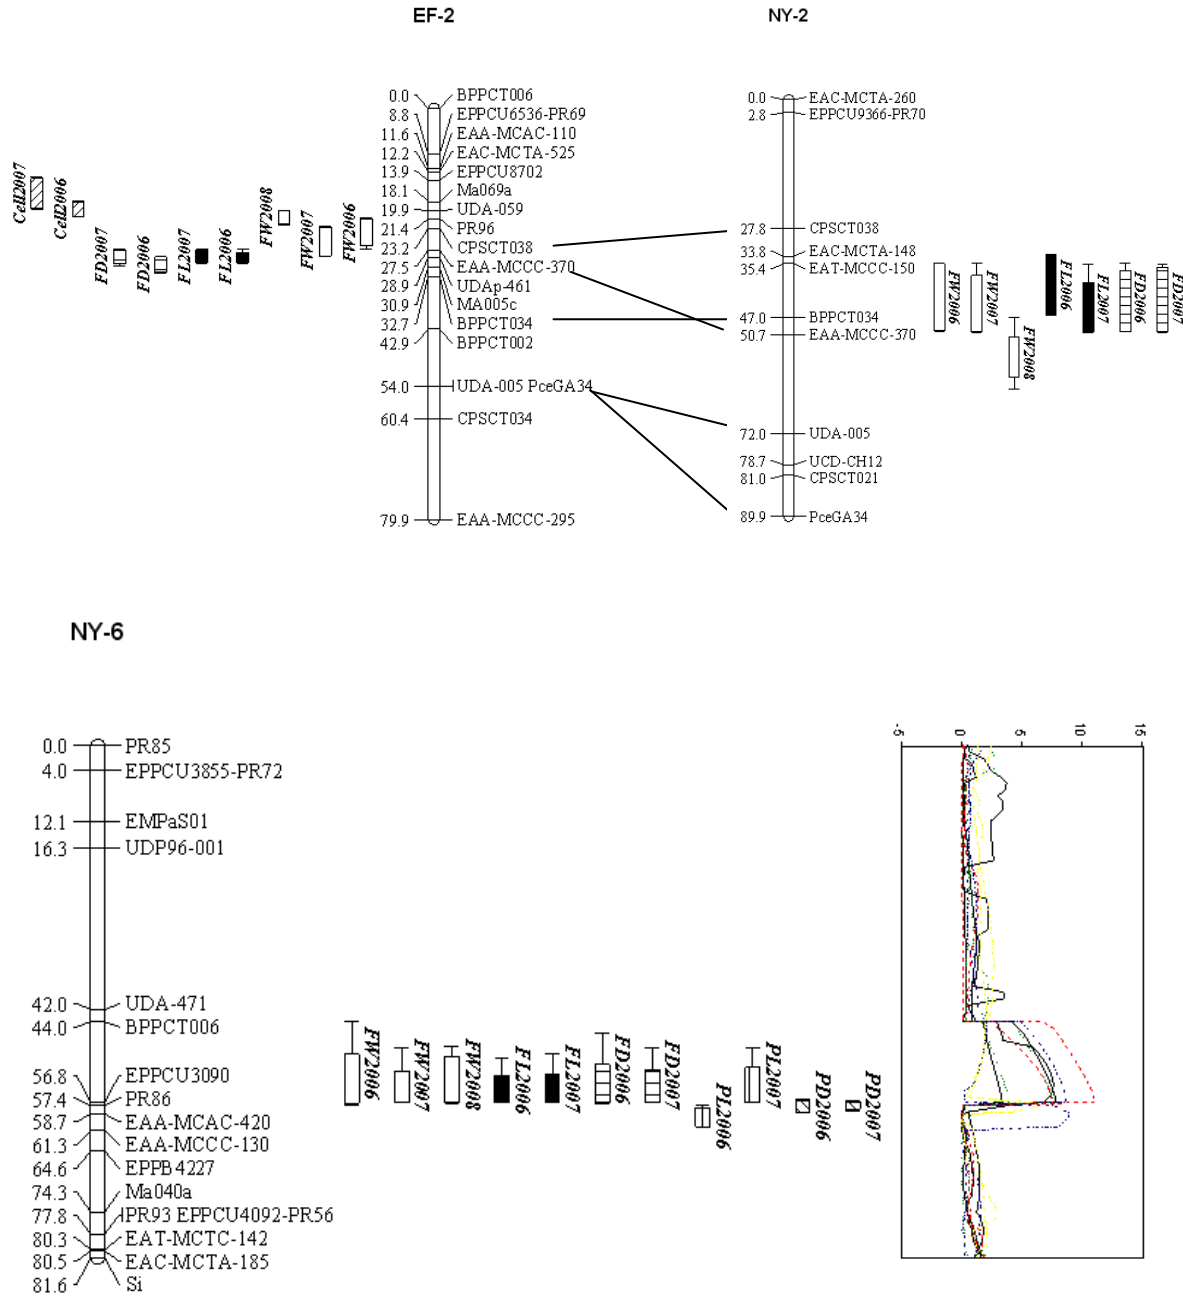 EF-2
NY-2
0.0 BPPCT006
8.8 EPPCU6536-PR69
11.6 EAA-MCAC-110
12.2 EAC-MCTA-525
13.9 EPPCU8702
18.1 Ma069a
19.9 UDA-059
21.4 PR96
23.2 CPSCT038
27.5 EAA-MCCC-370
28.9 UDAp-461
30.9 MA005c
32.7 BPPCT034
42.9 BPPCT002
54.0 UDA-005 PceGA34
60.4 CPSCT034
79.9 EAA-MCCC-295
Cell2007
Cell2006
FD2007
FD2006
FL2007
FL2006
FW2008
FW2007
FW2006
0.0 EAC-MCTA-260
2.8 EPPCU9366-PR70
27.8 CPSCT038
33.8 EAC-MCTA-148
35.4 EAT-MCCC-150
47.0 BPPCT034
50.7 EAA-MCCC-370
72.0 UDA-005
78.7 UCD-CH12
81.0 CPSCT021
89.9 PceGA34
FW2006
FW2007
FW2008
FL2006
FL2007
FD2006
FD2007
NY-6
0.0 PR85
4.0 EPPCU3855-PR72
12.1 EMPaS01
16.3 UDP96-001
42.0 UDA-471
44.0 BPPCT006
56.8 EPPCU3090
57.4 PR86
58.7 EAA-MCAC-420
61.3 EAA-MCCC-130
64.6 EPPB4227
74.3 Ma040a
77.8 PR93 EPPCU4092-PR56
80.3 EAT-MCTC-142
80.5 EAC-MCTA-185
81.6 Si
FW2006
FW2007
FW2008
FL2006
FL2007
FD2006
FD2007
PL2006
PL2007
PD2006
PD2007
-5 0 5 10 15